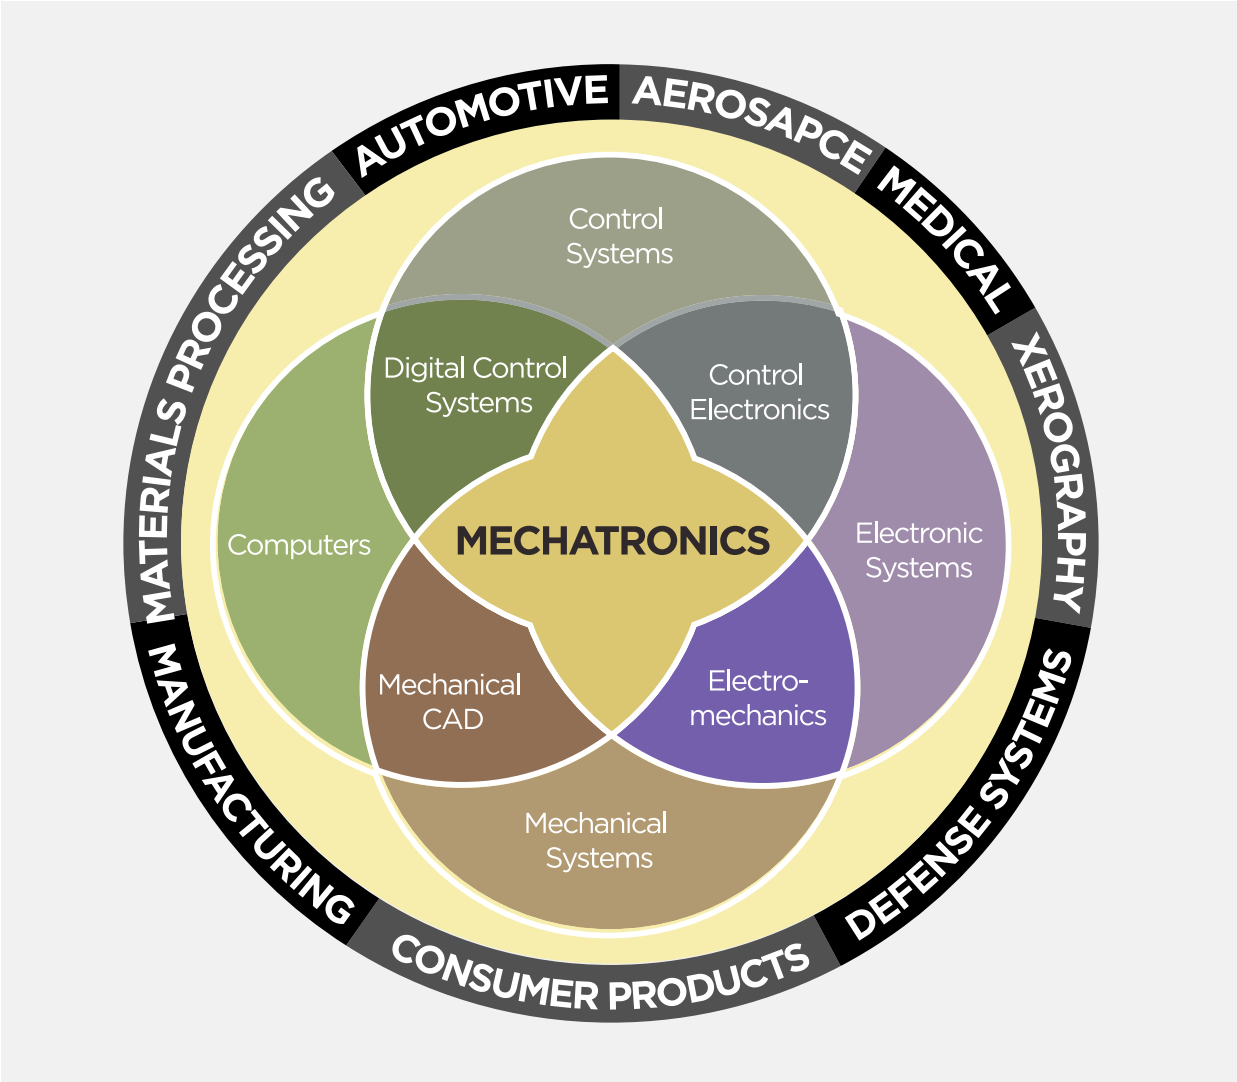 AUTOMOTIVE
AEROSAPCE
MEDICAL
XEROGRAPHY
DEFENSE SYSTEMS
CONSUMER PRODUCTS
MANUFACTURING
MATERIALS PROCESSING
Control
Systems
Digital Control
Systems
Control
Electronics
Computers
MECHATRONICS
Electronic
Systems
Mechanical
CAD
Electro-
mechanics
Mechanical
Systems